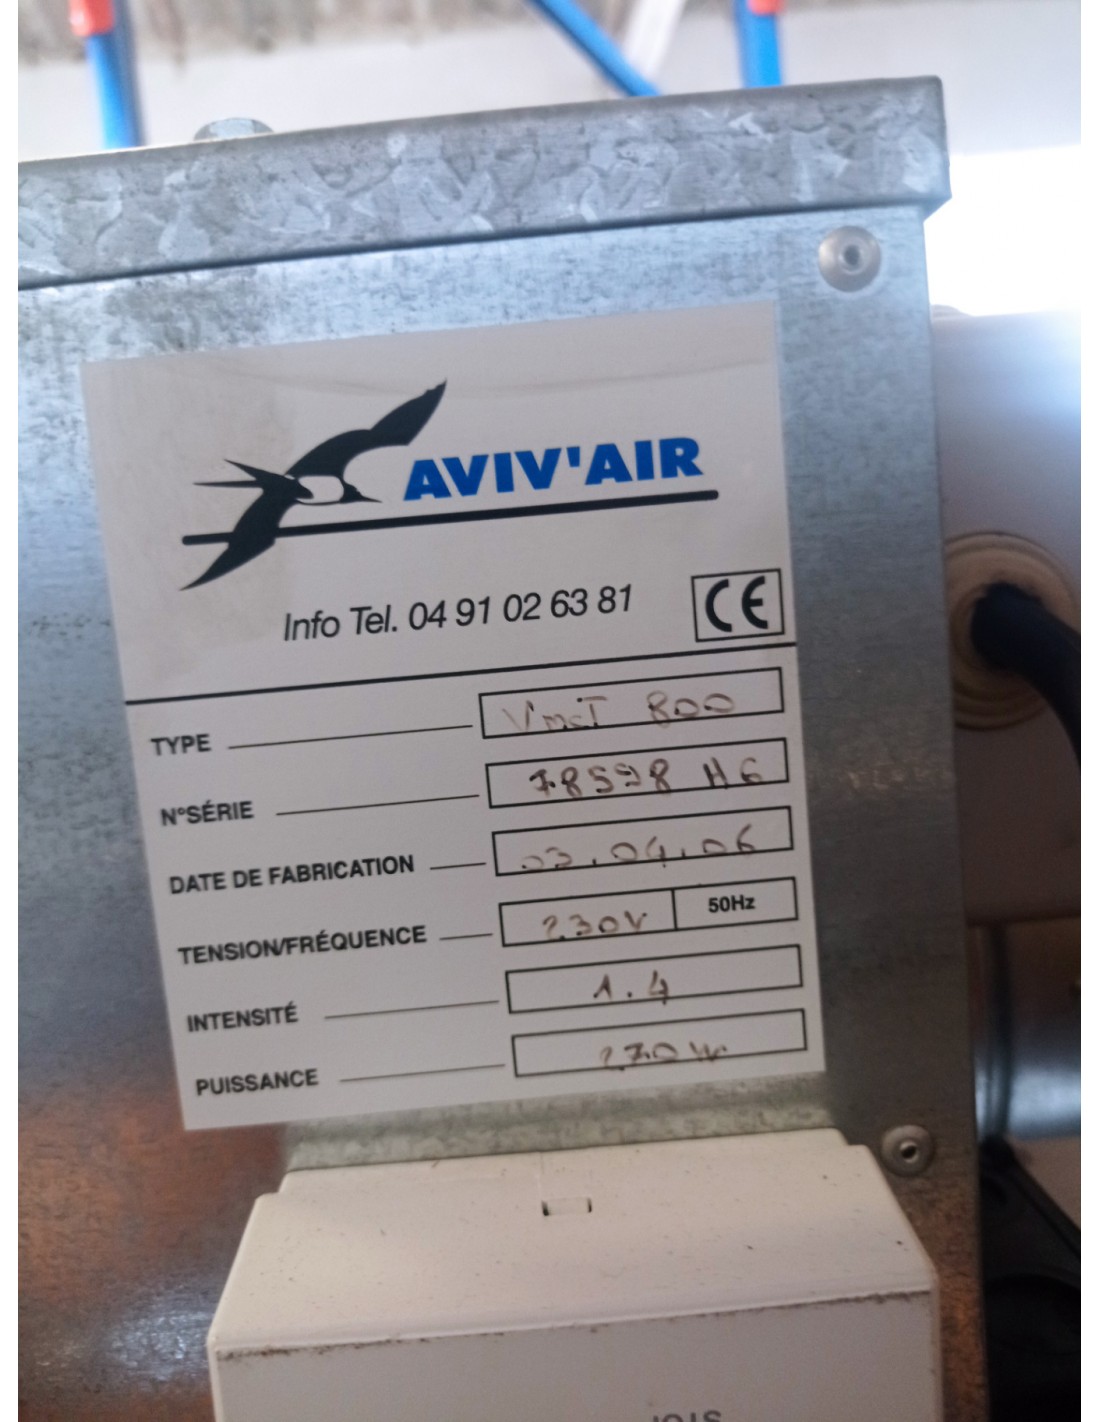 AVIV'AIR
Info Tel. 04 91 02 63 81 CE
TYPE VmcT 800
N°SÉRIE 78598 H6
DATE DE FABRICATION 03.04.06
TENSION/FRÉQUENCE 230V 50Hz
INTENSITÉ 1.4
PUISSANCE 270W